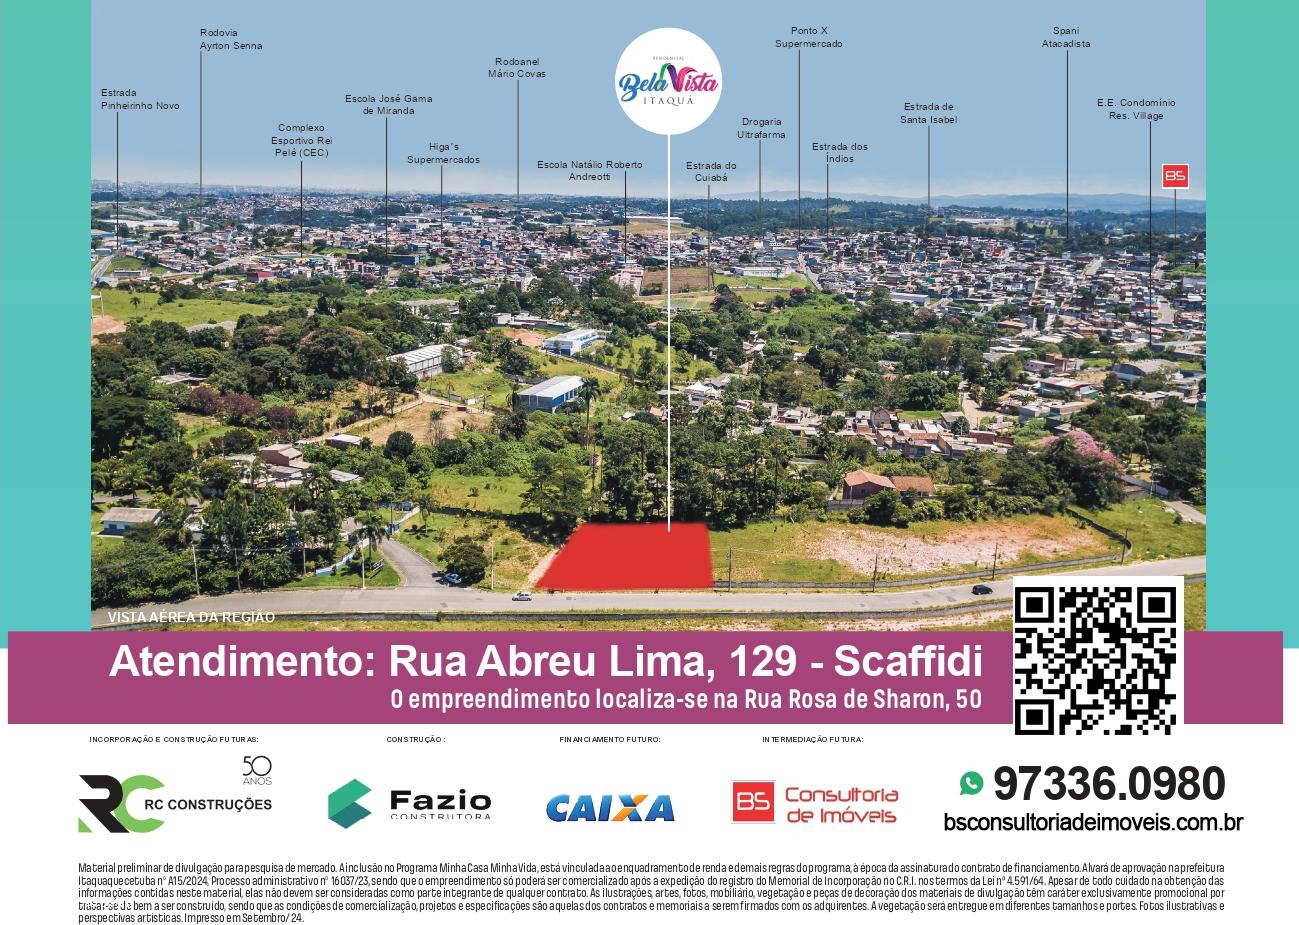 Rodovia
Ayrton Senna
Ponto X
Supermercado
Spani
Atacadista
Rodoanel
Mário Covas
RESIDENCIAL
Bela Vista
ITAQUÁ
Estrada
Pinheirinho Novo
Escola José Gama
de Miranda
Estrada de
Santa Isabel
E.E. Condomínio
Res. Village
Complexo
Esportivo Rei
Pelé (CEC)
Higa´s
Supermercados
Drogaria
Ultrafarma
Estrada dos
Índios
Escola Natálio Roberto
Andreotti
Estrada do
Cuiabá
BS
VISTA AÉREA DA REGIÃO
Atendimento: Rua Abreu Lima, 129 - Scaffidi
O empreendimento localiza-se na Rua Rosa de Sharon, 50
INCORPORAÇÃO E CONSTRUÇÃO FUTURAS:
CONSTRUÇÃO :
FINANCIAMENTO FUTURO:
INTERMEDIAÇÃO FUTURA:
50
ANOS
RC RC CONSTRUÇÕES
Fazio
CONSTRUTORA
CAIXA
BS Consultoria
de Imóveis
97336.0980
bsconsultoriadeimoveis.com.br
Material preliminar de divulgação para pesquisa de mercado. A inclusão no Programa Minha Casa Minha Vida, está vinculada ao enquadramento de renda e demais regras do programa, à época da assinatura do contrato de financiamento. Alvará de aprovação na prefeitura
Itaquaquecetuba nº A15/2024, Processo administrativo nº 16037/23, sendo que o empreendimento só poderá ser comercializado após a expedição do registro do Memorial de Incorporação no C.R.I. nos termos da Lei nº 4.591/64. Apesar de todo cuidado na obtenção das
informações contidas neste material, elas não devem ser consideradas como parte integrante de qualquer contrato. As ilustrações, artes, fotos, mobiliário, vegetação e peças de decoração dos materiais de divulgação têm caráter exclusivamente promocional por
tratar-se de bem a ser construído, sendo que as condições de comercialização, projetos e especificações são aquelas dos contratos e memoriais a serem firmados com os adquirentes. A vegetação será entregue em diferentes tamanhos e portes. Fotos ilustrativas e
perspectivas artisticas. Impresso em Setembro/ 24.